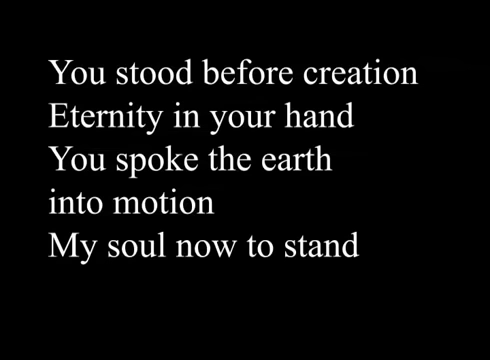 You stood before creation
Eternity in your hand
You spoke the earth
into motion
My soul now to stand